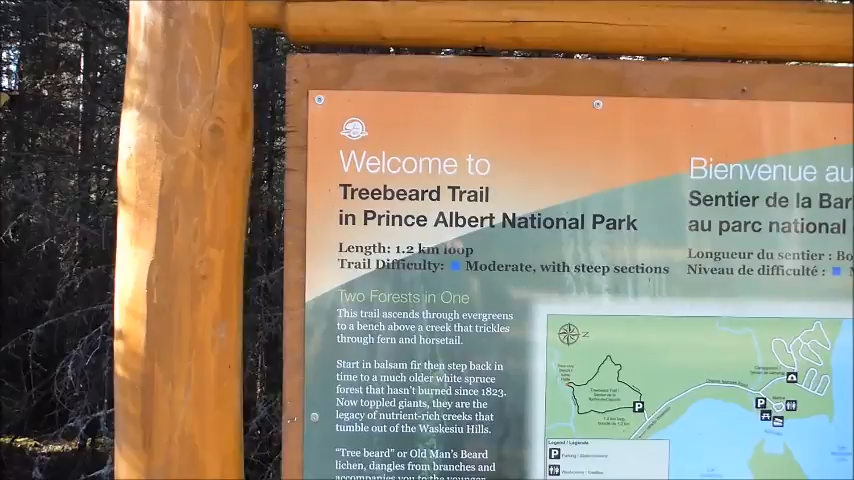 Welcome to
Treebeard Trail
in Prince Albert National Park
Length: 1.2 km loop
Trail Difficulty: Moderate, with steep sections
Two Forests in One
This trail ascends through evergreens
to a bench above a creek that trickles
through fern and horsetail.
Start in balsam fir then step back in
time to a much older white spruce
forest that hasn't burned since 1823.
Now toppled giants, they are the
legacy of nutrient-rich creeks that
tumble out of the Waskesiu Hills.
"Tree beard" or Old Man's Beard
lichen, dangles from branches and
accompanies you to the younger
Bienvenue au
Sentier de la Bar
au parc national
Longueur du sentier : Bo
Niveau de difficulté : M
Z
P
P
Legend / Légende
P